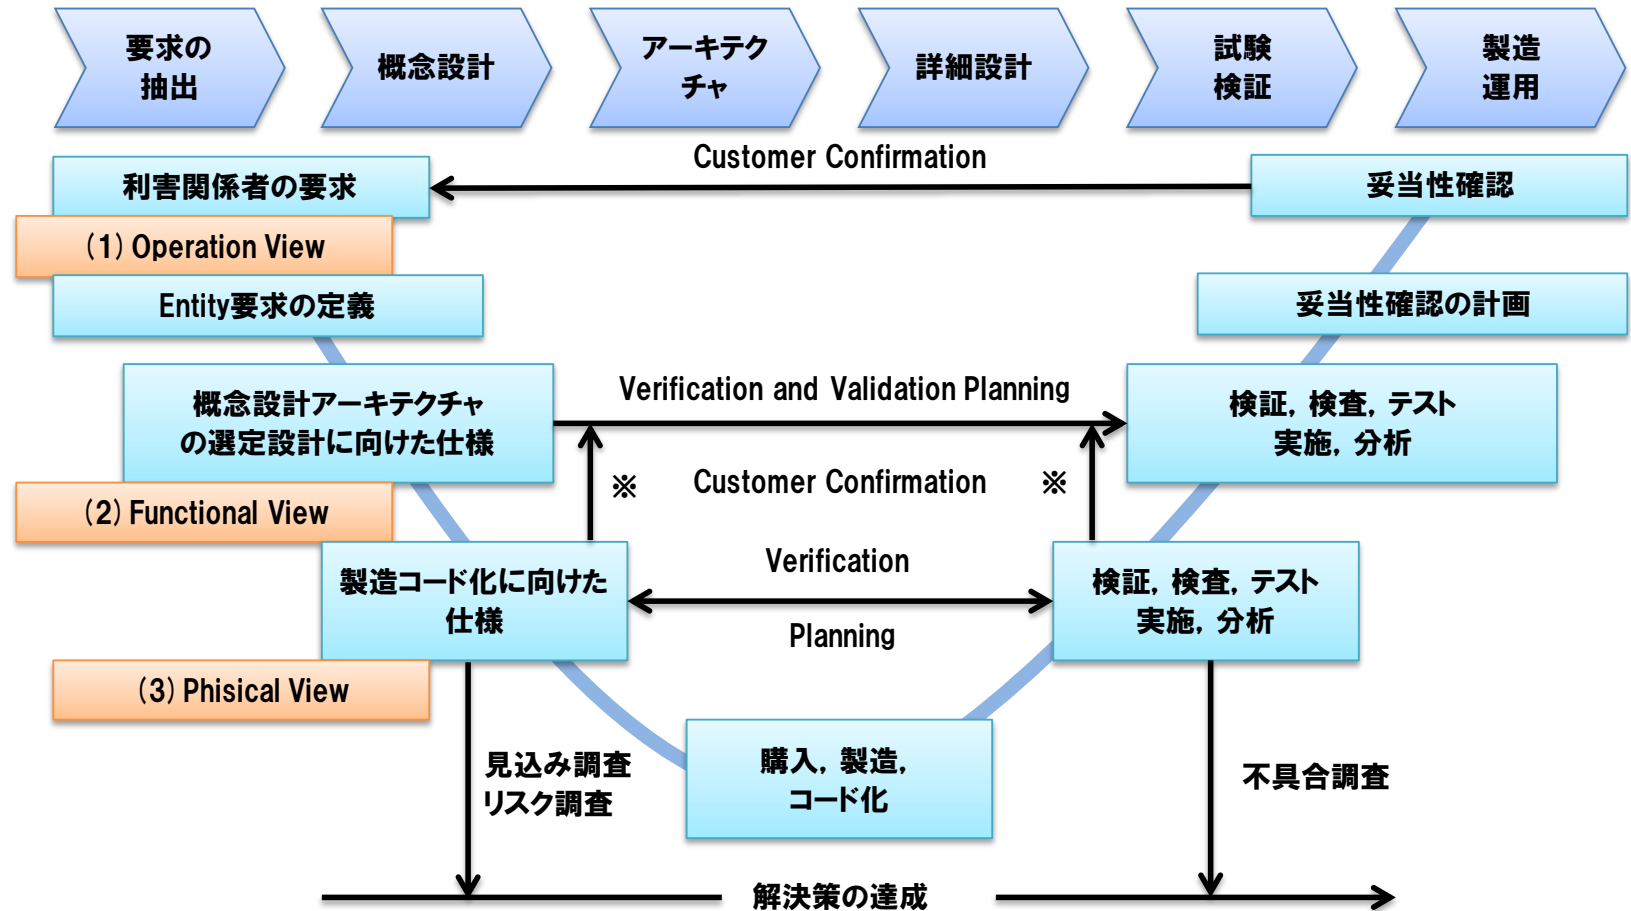 要求の
抽出
概念設計
アーキテク
チャ
詳細設計
試験
検証
製造
運用
Customer Confirmation
利害関係者の要求
妥当性確認
(1) Operation View
Entity要求の定義
妥当性確認の計画
概念設計アーキテクチャ
の選定設計に向けた仕様
Verification and Validation Planning
検証, 検査, テスト
実施, 分析
※
Customer Confirmation
※
(2) Functional View
製造コード化に向けた
仕様
Verification
Planning
検証, 検査, テスト
実施, 分析
(3) Phisical View
見込み調査
リスク調査
購入, 製造,
コード化
不具合調査
解決策の達成